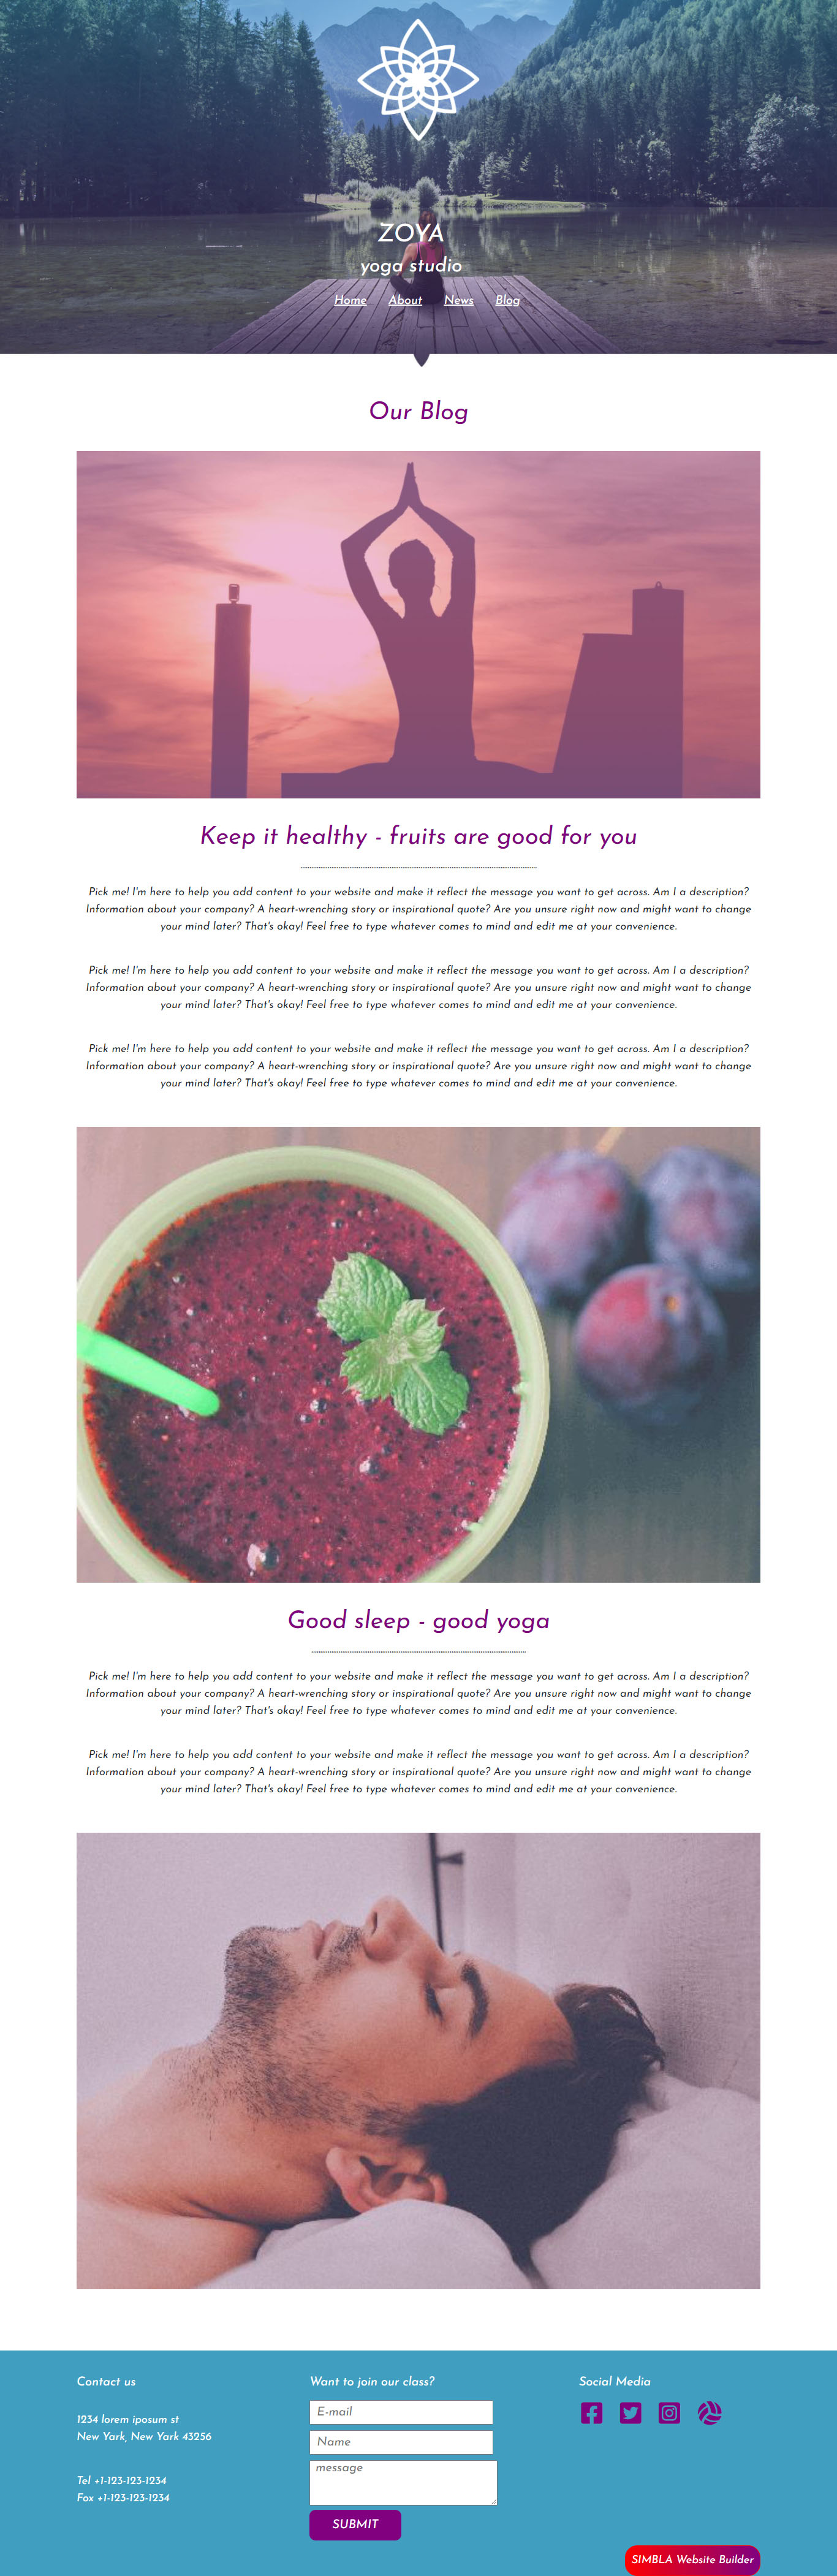 ZOYA
yoga studio
Home About News Blog
Our Blog
Keep it healthy - fruits are good for you
Pick me! I'm here to help you add content to your website and make it reflect the message you want to get across. Am I a description?
Information about your company? A heart-wrenching story or inspirational quote? Are you unsure right now and might want to change
your mind later? That's okay! Feel free to type whatever comes to mind and edit me at your convenience.
Pick me! I'm here to help you add content to your website and make it reflect the message you want to get across. Am I a description?
Information about your company? A heart-wrenching story or inspirational quote? Are you unsure right now and might want to change
your mind later? That's okay! Feel free to type whatever comes to mind and edit me at your convenience.
Pick me! I'm here to help you add content to your website and make it reflect the message you want to get across. Am I a description?
Information about your company? A heart-wrenching story or inspirational quote? Are you unsure right now and might want to change
your mind later? That's okay! Feel free to type whatever comes to mind and edit me at your convenience.
Good sleep - good yoga
Pick me! I'm here to help you add content to your website and make it reflect the message you want to get across. Am I a description?
Information about your company? A heart-wrenching story or inspirational quote? Are you unsure right now and might want to change
your mind later? That's okay! Feel free to type whatever comes to mind and edit me at your convenience.
Pick me! I'm here to help you add content to your website and make it reflect the message you want to get across. Am I a description?
Information about your company? A heart-wrenching story or inspirational quote? Are you unsure right now and might want to change
your mind later? That's okay! Feel free to type whatever comes to mind and edit me at your convenience.
Contact us
1234 lorem iposum st
New Yark, New Yark 43256
Tel +1-123-123-1234
Fox +1-123-123-1234
Want to join our class?
E-mail
Name
message
SUBMIT
Social Media
SIMBLA Website Builder